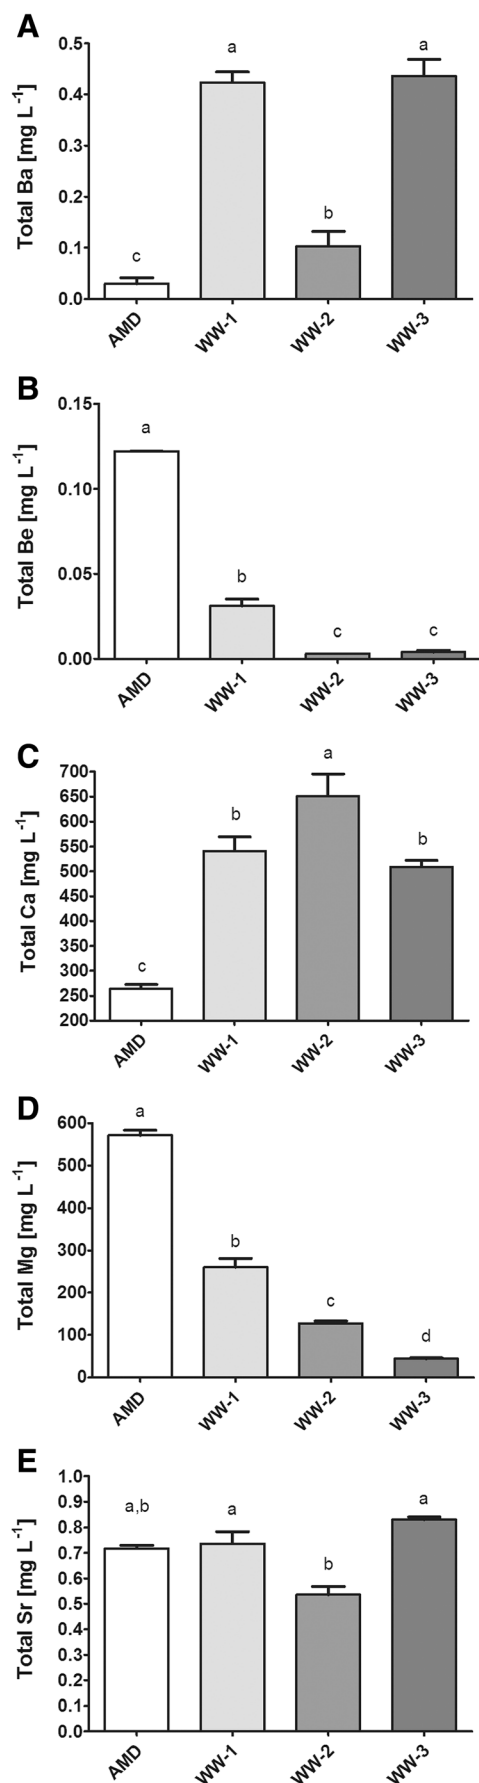 A
Total Ba [mg L⁻¹]
0.5
0.4
0.3
0.2
0.1
0.0
c
a
b
a
AMD
WW-1
WW-2
WW-3
B
Total Be [mg L⁻¹]
0.15
0.10
0.05
0.00
a
b
c
c
AMD
WW-1
WW-2
WW-3
C
Total Ca [mg L⁻¹]
700
650
600
550
500
450
400
350
300
250
200
c
b
a
b
AMD
WW-1
WW-2
WW-3
D
Total Mg [mg L⁻¹]
600
500
400
300
200
100
0
a
b
c
d
AMD
WW-1
WW-2
WW-3
E
Total Sr [mg L⁻¹]
1.0
0.9
0.8
0.7
0.6
0.5
0.4
0.3
0.2
0.1
0.0
a,b
a
b
a
AMD
WW-1
WW-2
WW-3